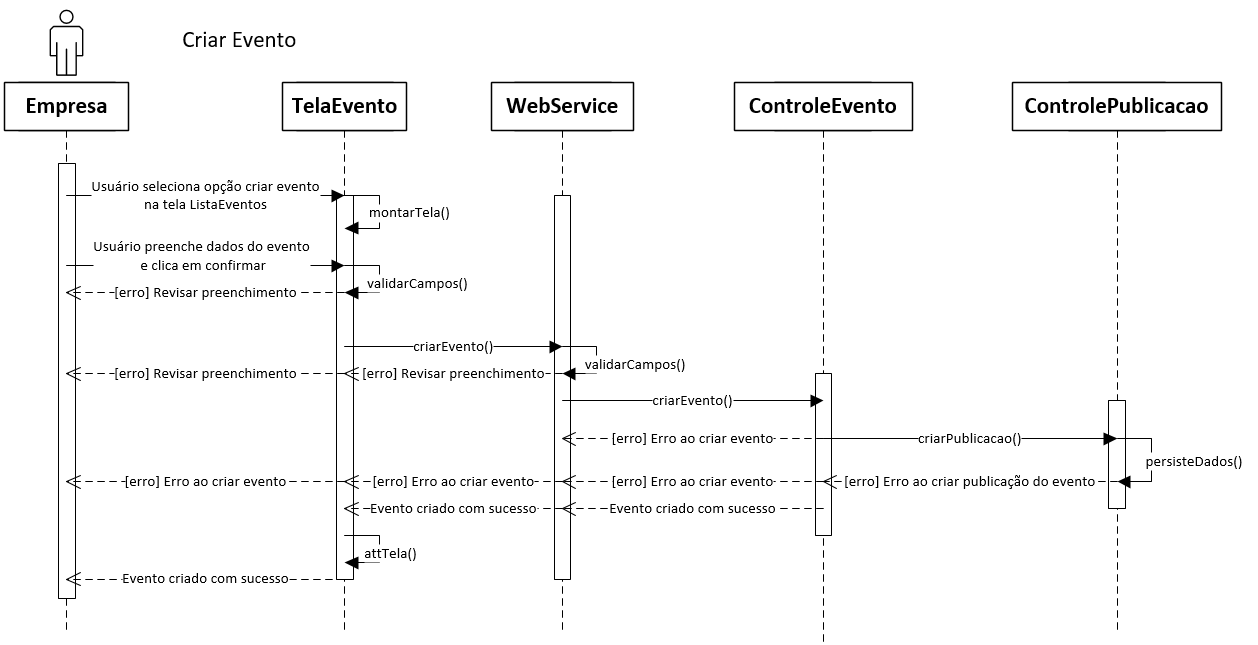 Criar Evento
Empresa
TelaEvento
WebService
ControleEvento
ControlePublicacao
Usuário seleciona opção criar evento
na tela ListaEventos
montarTela()
Usuário preenche dados do evento
e clica em confirmar
validarCampos()
[erro] Revisar preenchimento
criarEvento()
validarCampos()
[erro] Revisar preenchimento
[erro] Revisar preenchimento
criarEvento()
[erro] Erro ao criar evento
criarPublicacao()
persisteDados()
[erro] Erro ao criar evento
[erro] Erro ao criar evento
[erro] Erro ao criar evento
[erro] Erro ao criar publicação do evento
Evento criado com sucesso
Evento criado com sucesso
attTela()
Evento criado com sucesso